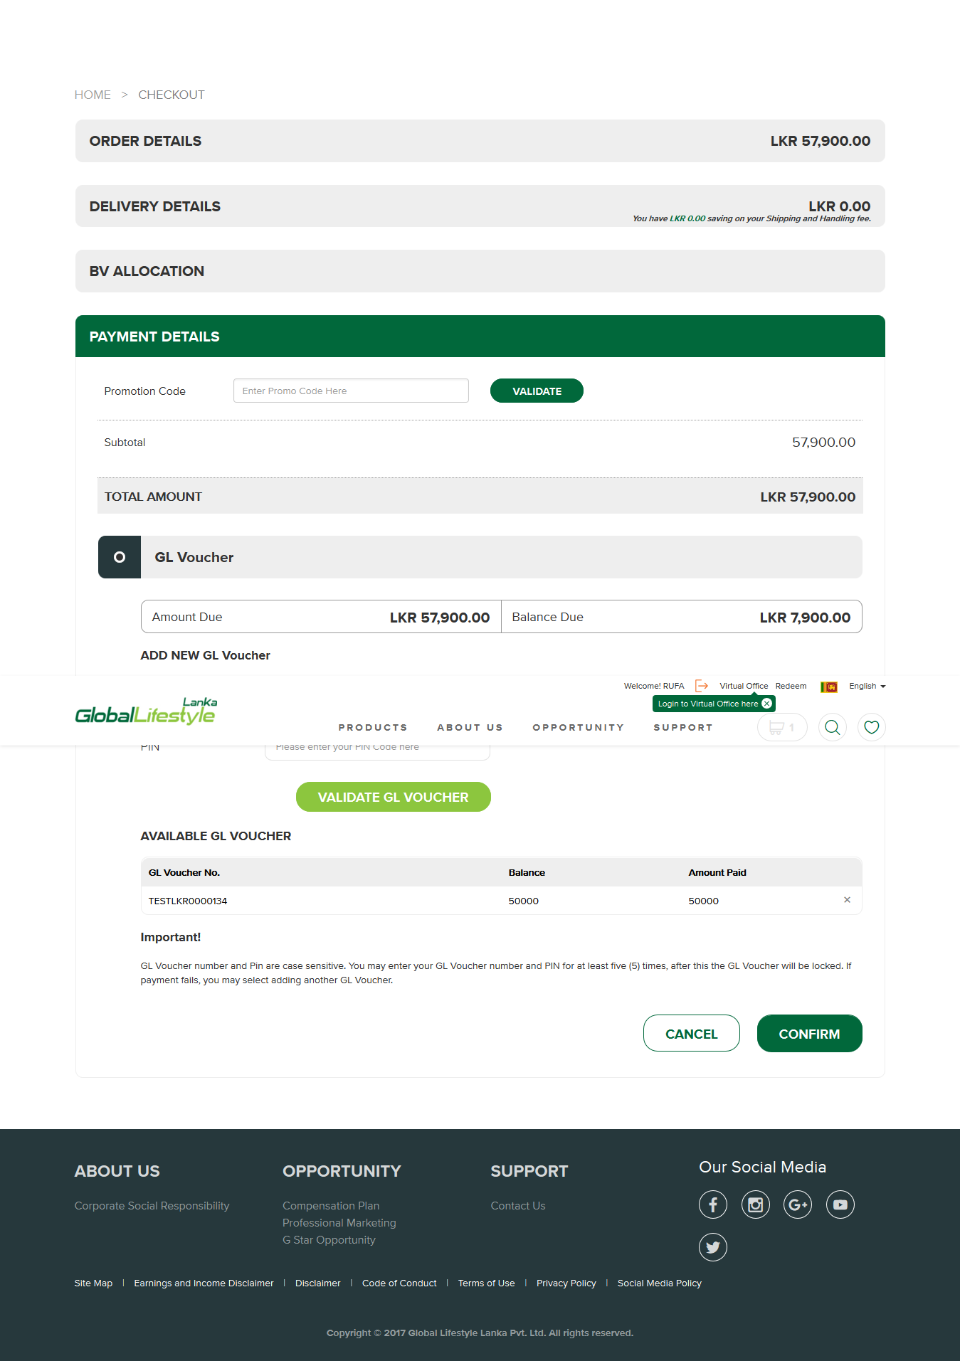 HOME > CHECKOUT
ORDER DETAILS LKR 57,900.00
DELIVERY DETAILS LKR 0.00
You have LKR 0.00 saving on your Shipping and Handling fee.
BV ALLOCATION
PAYMENT DETAILS
Promotion Code Enter Promo Code Here VALIDATE
Subtotal 57,900.00
TOTAL AMOUNT LKR 57,900.00
GL Voucher
Amount Due LKR 57,900.00 Balance Due LKR 7,900.00
ADD NEW GL Voucher
Welcome! RUFA Virtual Office Redeem English
Login to Virtual Office here
Lanka
GlobalLifestyle
PRODUCTS ABOUT US OPPORTUNITY SUPPORT 1
PIN Please enter your PIN Code here
VALIDATE GL VOUCHER
AVAILABLE GL VOUCHER
GL Voucher No. Balance Amount Paid
TESTLKR0000134 50000 50000 ×
Important!
GL Voucher number and Pin are case sensitive. You may enter your GL Voucher number and PIN for at least five (5) times, after this the GL Voucher will be locked. If
payment fails, you may select adding another GL Voucher.
CANCEL CONFIRM
ABOUT US OPPORTUNITY SUPPORT Our Social Media
Corporate Social Responsibility Compensation Plan Contact Us
Professional Marketing
G Star Opportunity
Site Map | Earnings and Income Disclaimer | Disclaimer | Code of Conduct | Terms of Use | Privacy Policy | Social Media Policy
Copyright © 2017 Global Lifestyle Lanka Pvt. Ltd. All rights reserved.